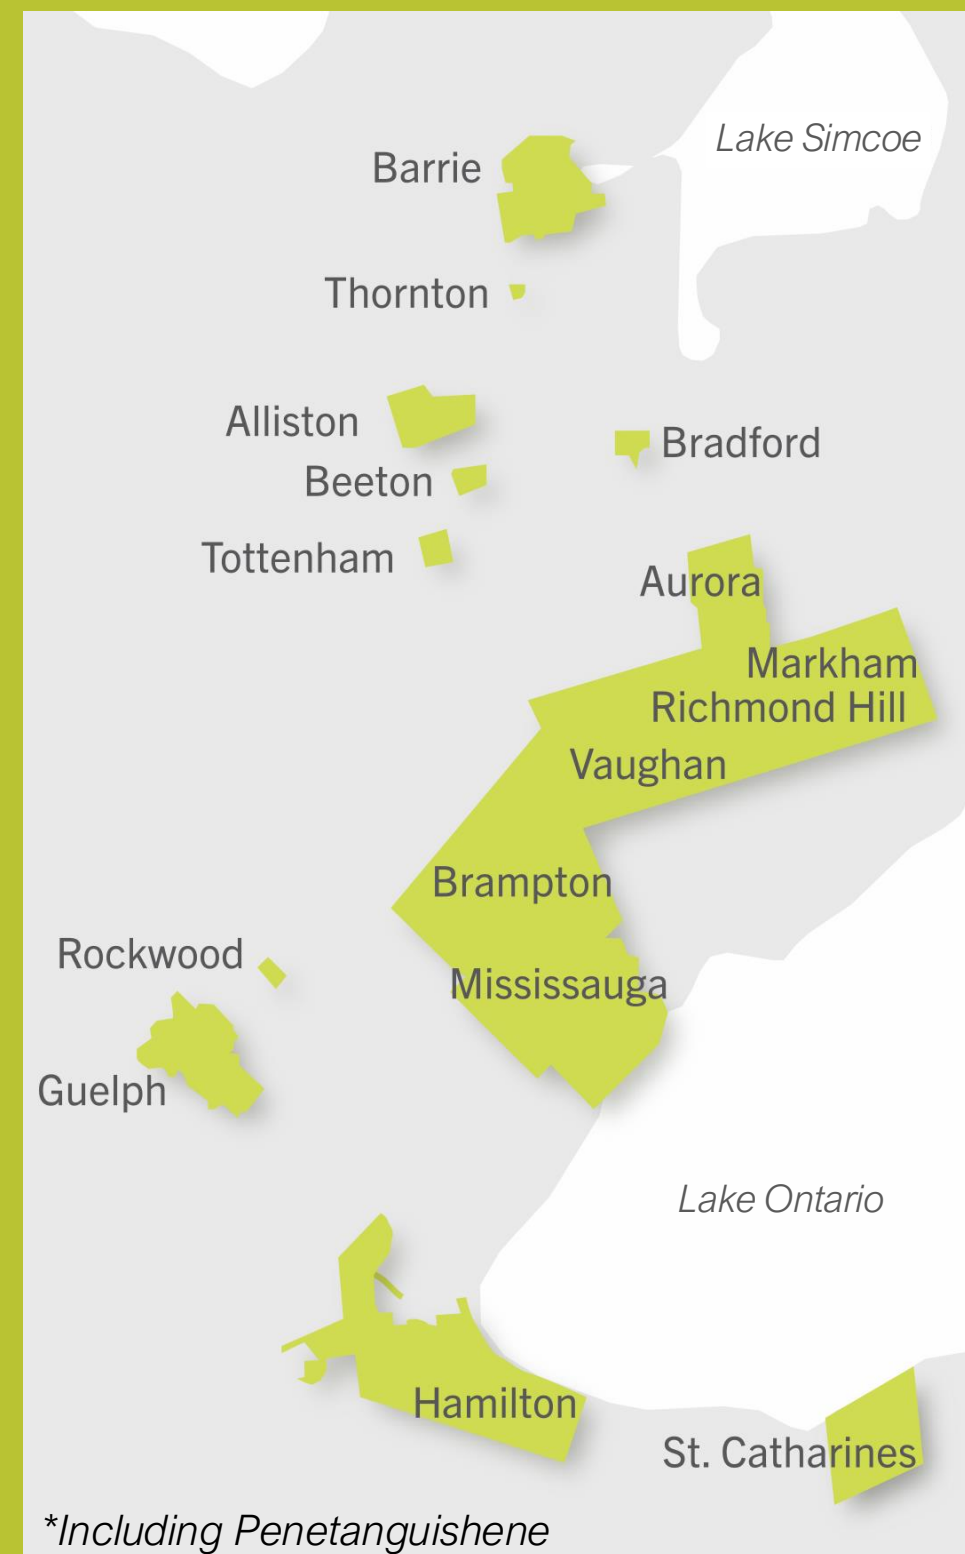 Lake Simcoe
Barrie
Thornton
Alliston
Bradford
Beeton
Tottenham
Aurora
Markham
Richmond Hill
Vaughan
Brampton
Rockwood
Mississauga
Guelph
Lake Ontario
Hamilton
St. Catharines
*Including Penetanguishene